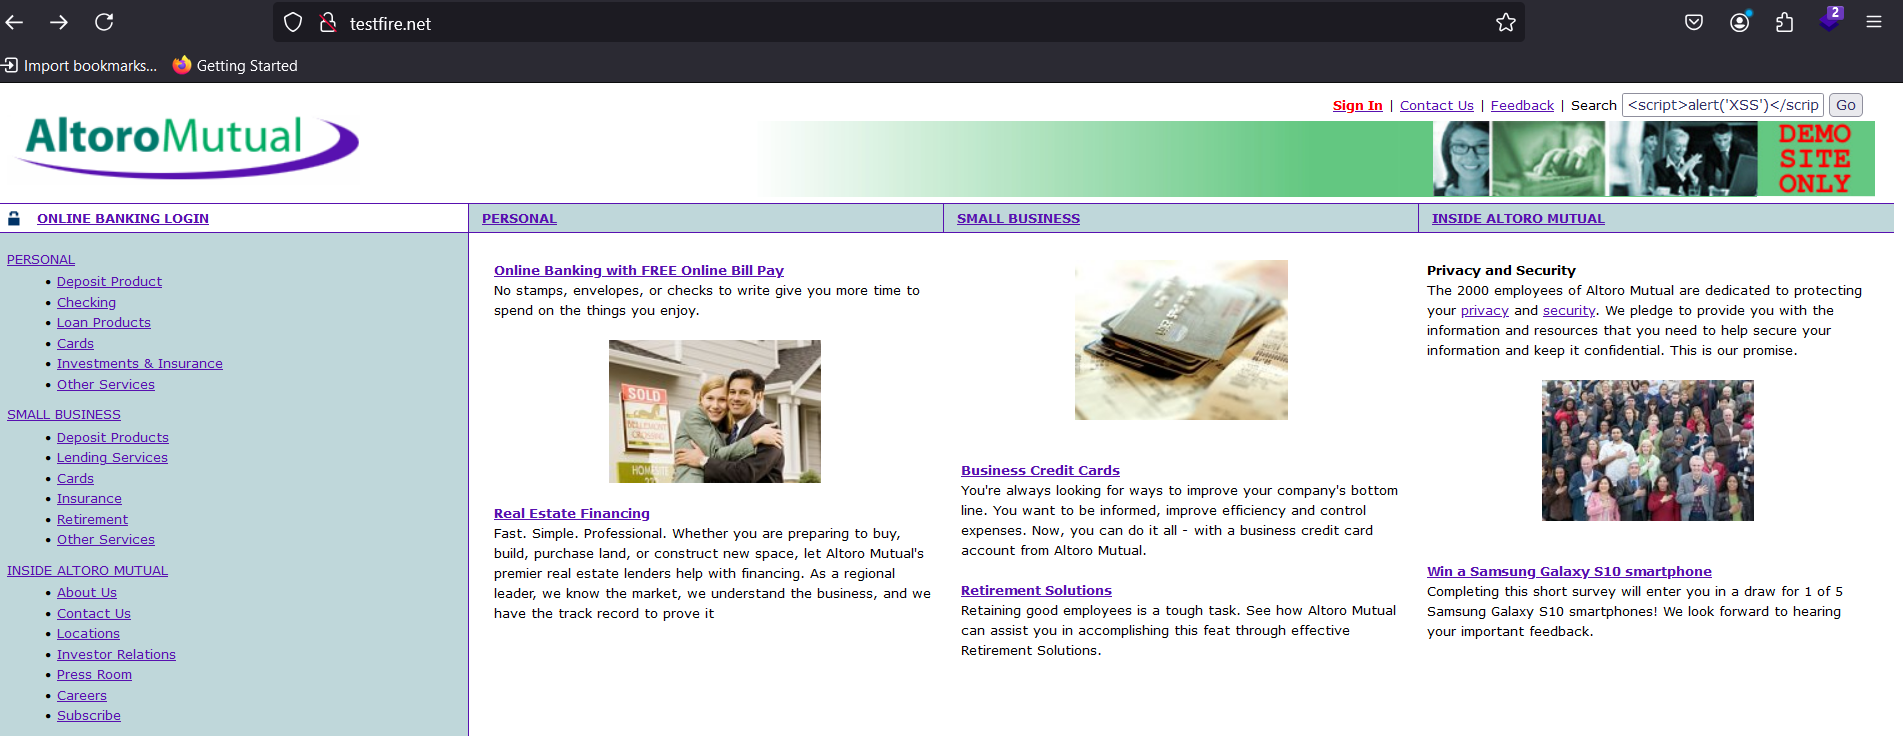 testfire.net
2
Import bookmarks...
Getting Started
Sign In | Contact Us | Feedback | Search <script>alert('XSS')</scrip Go
AltoroMutual
DEMO
SITE
ONLY
ONLINE BANKING LOGIN
PERSONAL
SMALL BUSINESS
INSIDE ALTORO MUTUAL
PERSONAL
• Deposit Product
• Checking
• Loan Products
• Cards
• Investments & Insurance
• Other Services
SMALL BUSINESS
• Deposit Products
• Lending Services
• Cards
• Insurance
• Retirement
• Other Services
INSIDE ALTORO MUTUAL
• About Us
• Contact Us
• Locations
• Investor Relations
• Press Room
• Careers
• Subscribe
Online Banking with FREE Online Bill Pay
No stamps, envelopes, or checks to write give you more time to
spend on the things you enjoy.
SOLD
BELLEMONT
CROSSING
HOMESITE
Real Estate Financing
Fast. Simple. Professional. Whether you are preparing to buy,
build, purchase land, or construct new space, let Altoro Mutual's
premier real estate lenders help with financing. As a regional
leader, we know the market, we understand the business, and we
have the track record to prove it
Business Credit Cards
You're always looking for ways to improve your company's bottom
line. You want to be informed, improve efficiency and control
expenses. Now, you can do it all - with a business credit card
account from Altoro Mutual.
Retirement Solutions
Retaining good employees is a tough task. See how Altoro Mutual
can assist you in accomplishing this feat through effective
Retirement Solutions.
Privacy and Security
The 2000 employees of Altoro Mutual are dedicated to protecting
your privacy and security. We pledge to provide you with the
information and resources that you need to help secure your
information and keep it confidential. This is our promise.
Win a Samsung Galaxy S10 smartphone
Completing this short survey will enter you in a draw for 1 of 5
Samsung Galaxy S10 smartphones! We look forward to hearing
your important feedback.